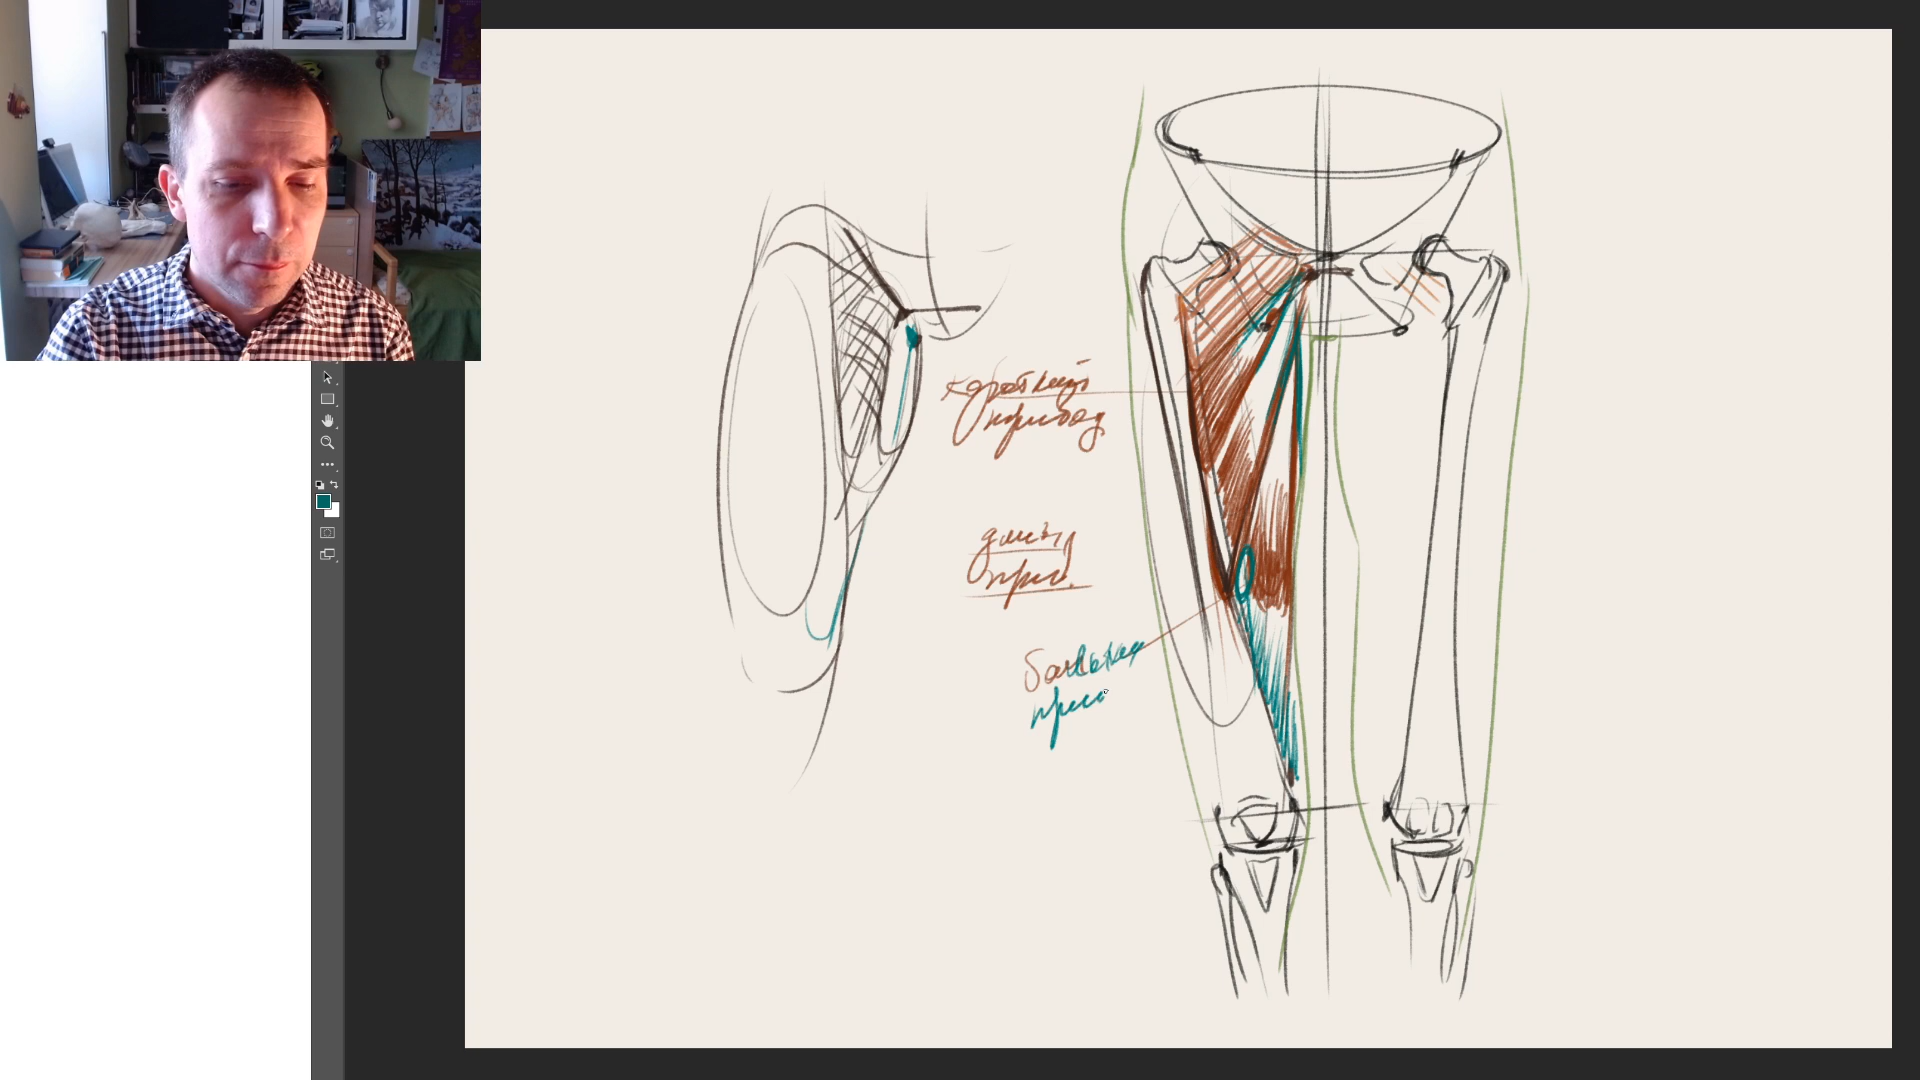 короткий
привод
длин
прив.
большая
прив